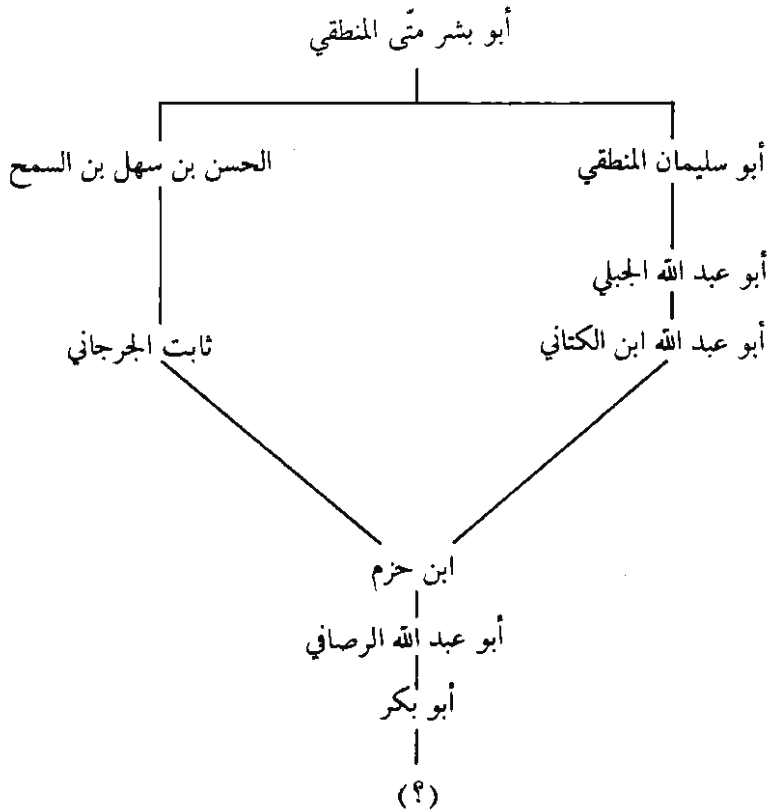 أبو بشر متّى المنطقي
أبو سليمان المنطقي
الحسن بن سهل بن السمح
أبو عبد الله الجبلي
أبو عبد الله ابن الكتاني
ثابت الجرجاني
ابن حزم
أبو عبد الله الرصافي
أبو بكر
(؟)